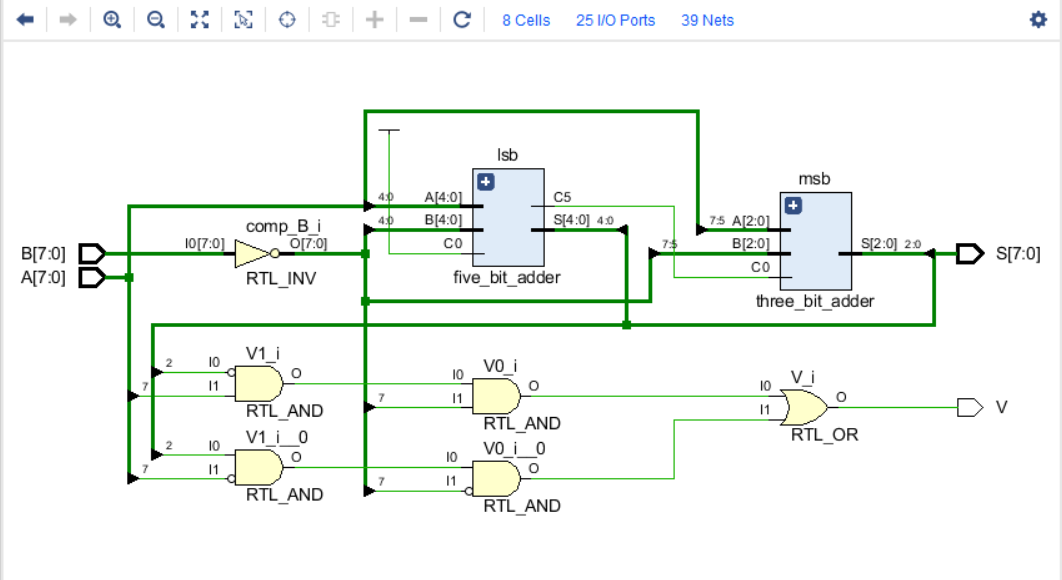 8 Cells 25 I/O Ports 39 Nets
lsb
msb
4:0 A[4:0] C5
4:0 B[4:0] S[4:0] 4:0
C0
five_bit_adder
7:5 A[2:0]
7:5 B[2:0] S[2:0] 2:0
C0
three_bit_adder
comp_B_i
I0[7:0] O[7:0]
RTL_INV
B[7:0]
A[7:0]
S[7:0]
V1_i
2 I0 O
7 I1
RTL_AND
V0_i
I0 O
7 I1
RTL_AND
V_i
I0 O
I1
RTL_OR
V
V1_i__0
2 I0 O
7 I1
RTL_AND
V0_i__0
I0 O
7 I1
RTL_AND